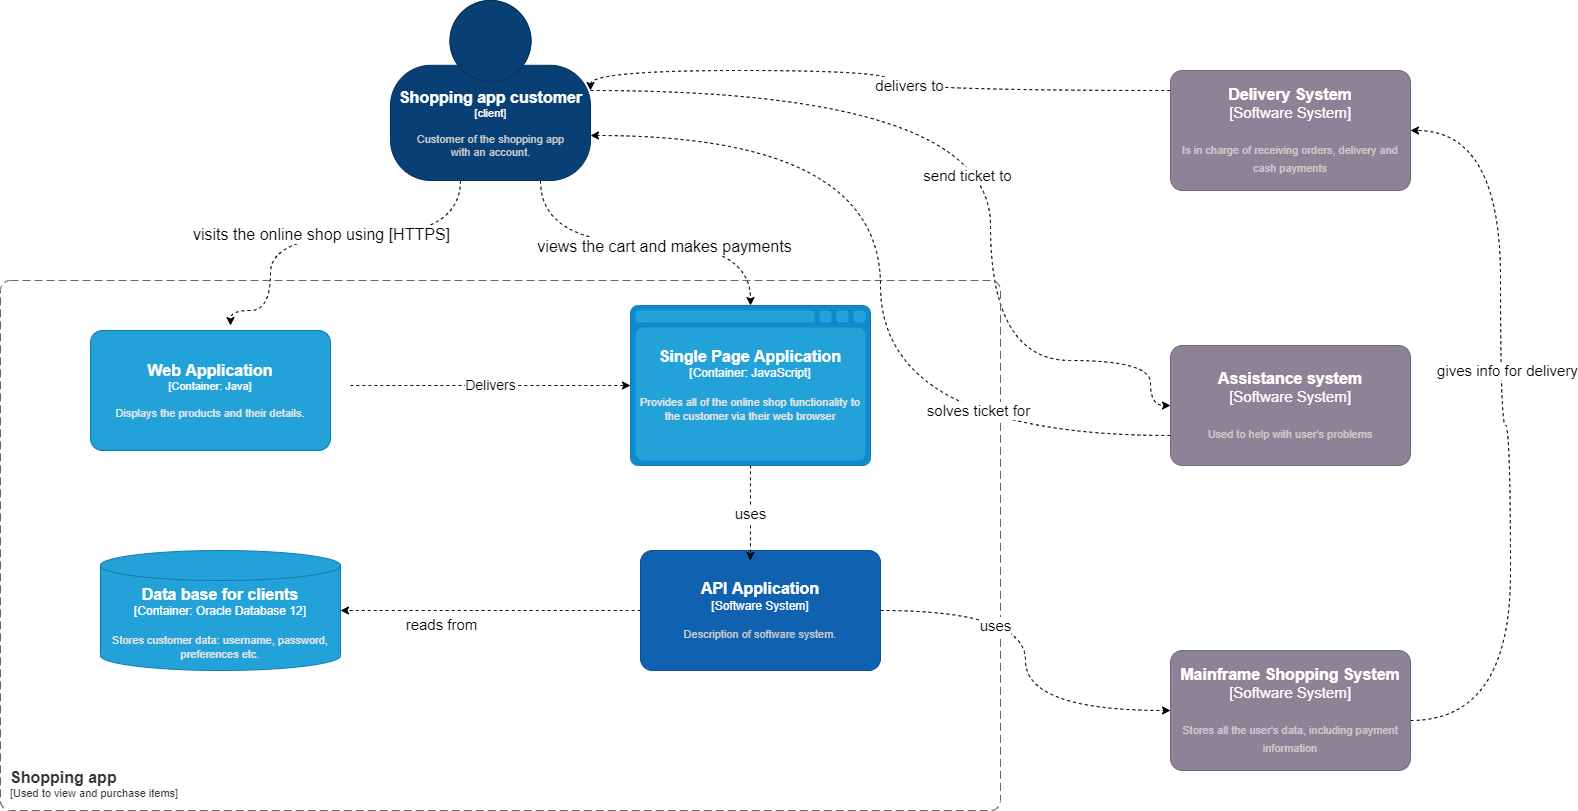 Shopping app customer
[client]
Customer of the shopping app
with an account.
delivers to
Delivery System
[Software System]
Is in charge of receiving orders, delivery and
cash payments
send ticket to
visits the online shop using [HTTPS]
views the cart and makes payments
Web Application
[Container: Java]
Displays the products and their details.
Delivers
Single Page Application
[Container: JavaScript]
Provides all of the online shop functionality to
the customer via their web browser
solves ticket for
Assistance system
[Software System]
Used to help with user's problems
gives info for delivery
uses
Data base for clients
[Container: Oracle Database 12]
Stores customer data: username, password,
preferences etc.
reads from
API Application
[Software System]
Description of software system.
uses
Mainframe Shopping System
[Software System]
Stores all the user's data, including payment
information
Shopping app
[Used to view and purchase items]